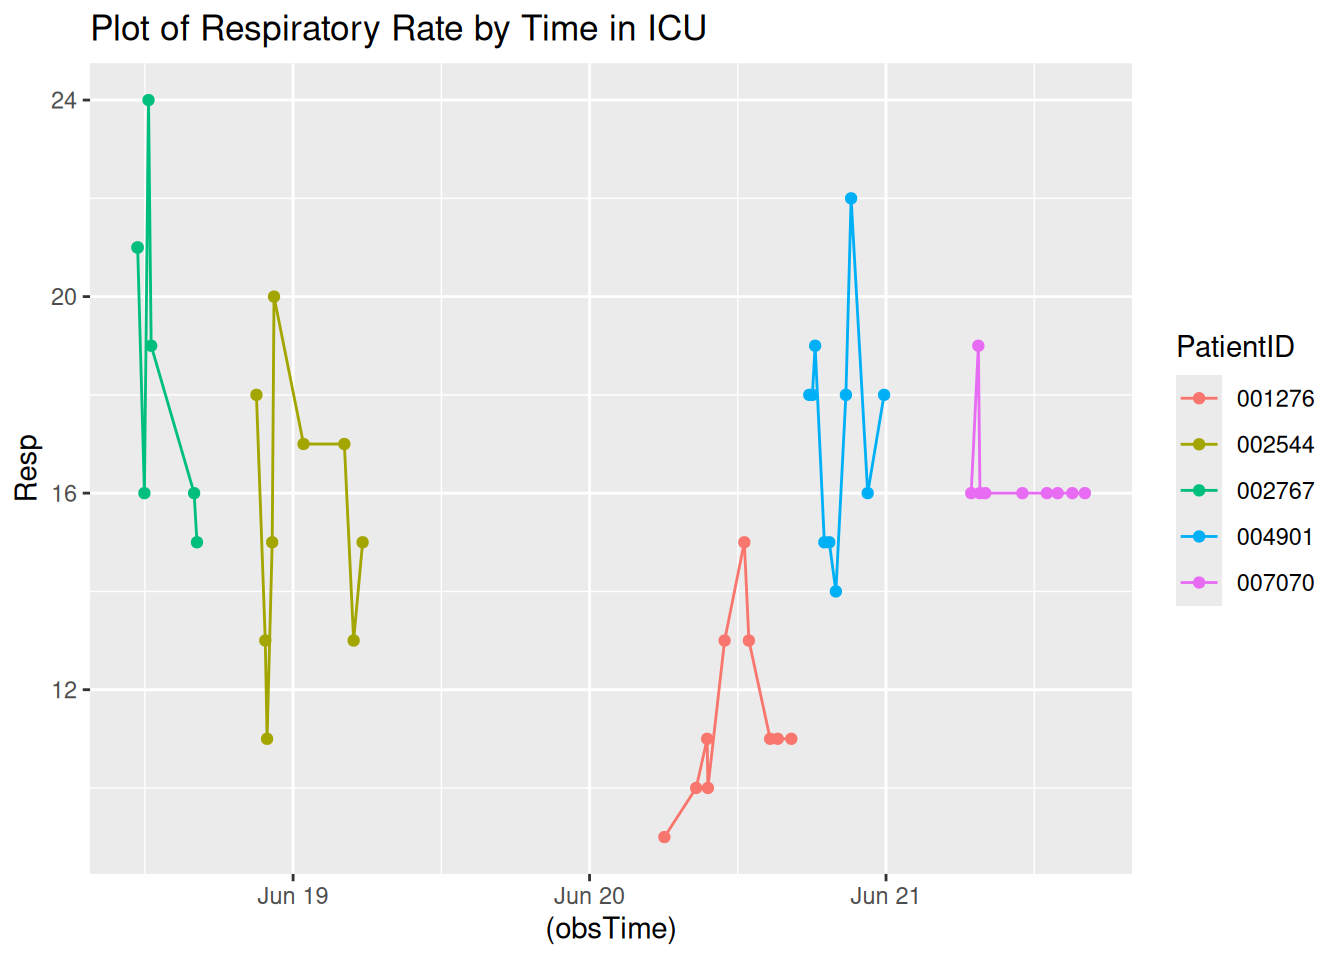 Plot of Respiratory Rate by Time in ICU
24
20
16
12
Resp
Jun 19
Jun 20
Jun 21
(obsTime)
PatientID
001276
002544
002767
004901
007070